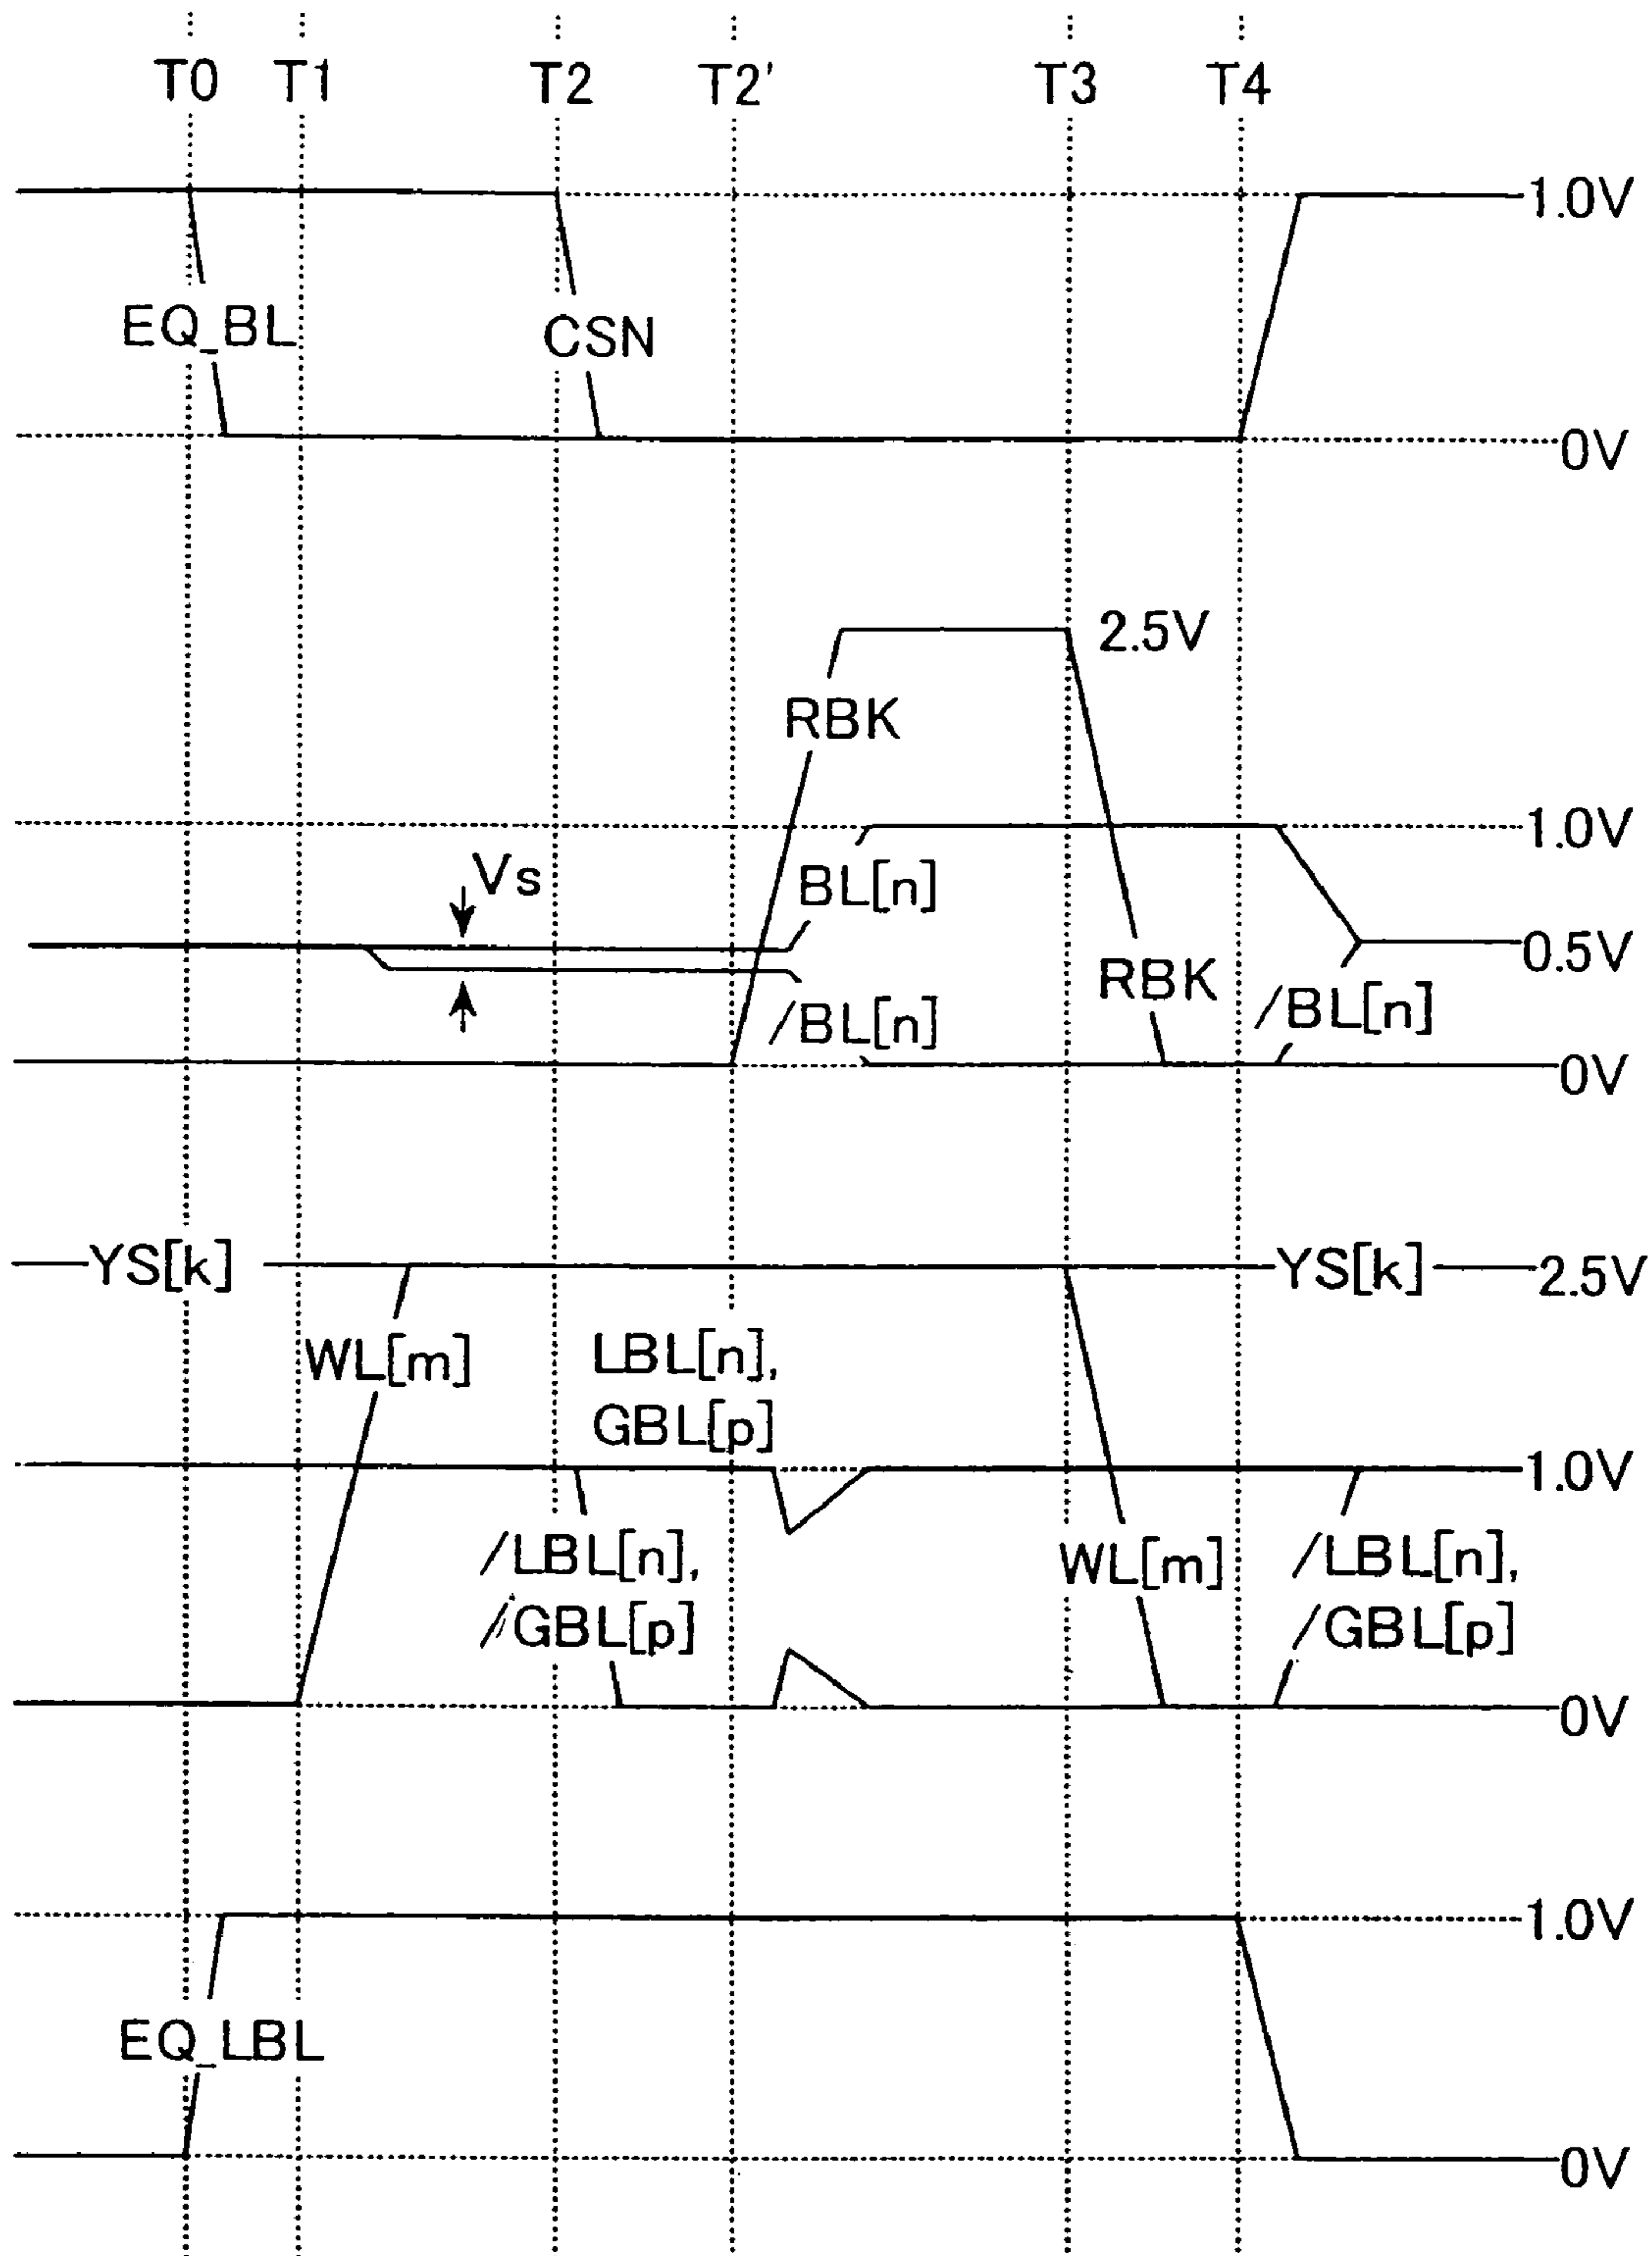 T0 T1 T2 T2' T3 T4
1.0V
EQ_BL CSN
0V
2.5V
RBK
1.0V
Vs BL[n]
0.5V
RBK
/BL[n] /BL[n]
0V
YS[k] YS[k] 2.5V
WL[m] LBL[n],
GBL[p]
1.0V
/LBL[n], WL[m] /LBL[n],
/GBL[p] /GBL[p]
0V
1.0V
EQ_LBL
0V